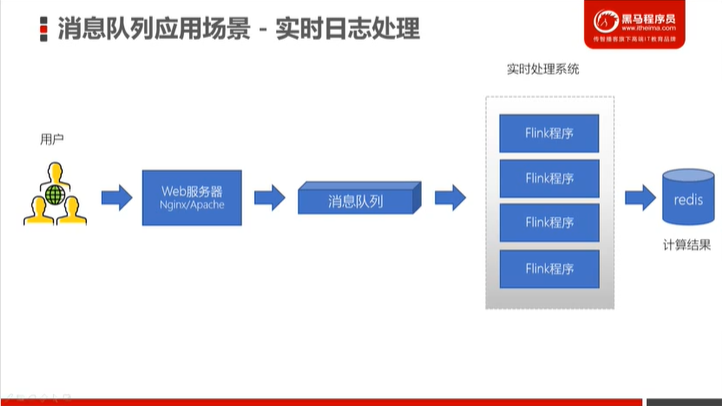 消息队列应用场景 - 实时日志处理
黑马程序员
www.itheima.com
传智播客旗下高端IT教育品牌
实时处理系统
用户
Web服务器
Nginx/Apache
消息队列
Flink程序
Flink程序
Flink程序
Flink程序
redis
计算结果